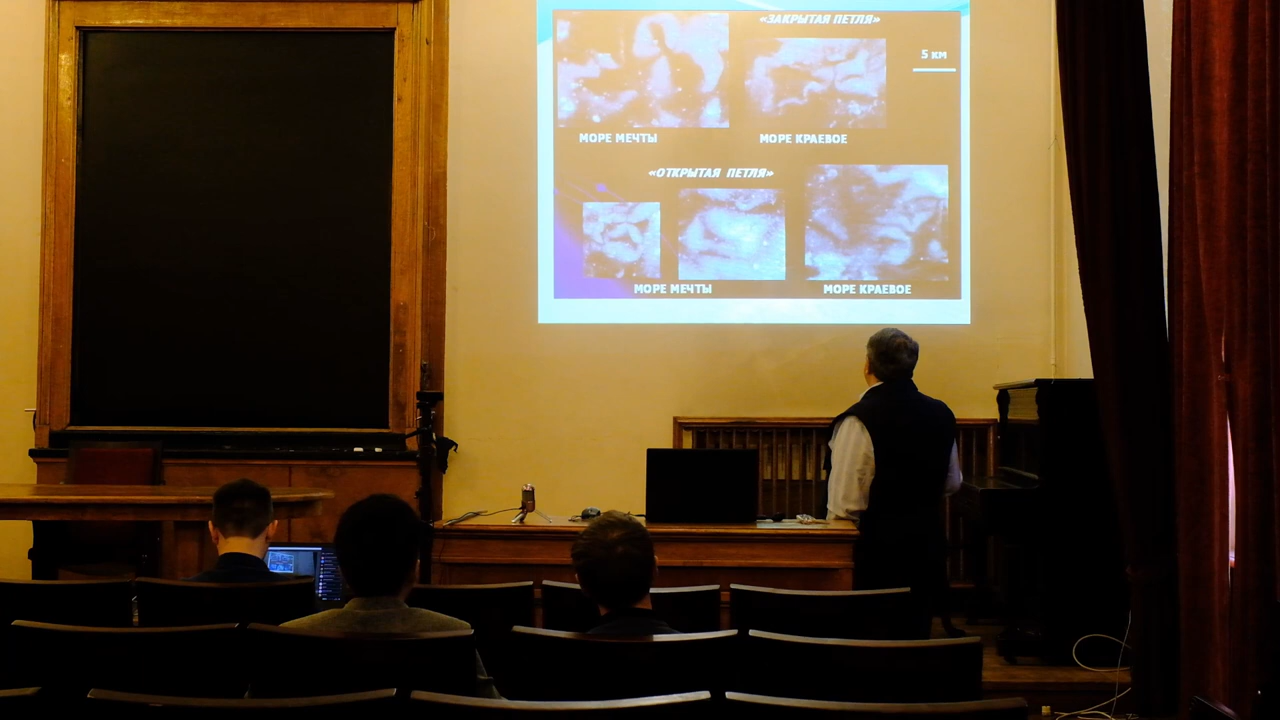 «ЗАКРЫТАЯ ПЕТЛЯ»
5 км
МОРЕ МЕЧТЫ
МОРЕ КРАЕВОЕ
«ОТКРЫТАЯ ПЕТЛЯ»
МОРЕ МЕЧТЫ
МОРЕ КРАЕВОЕ